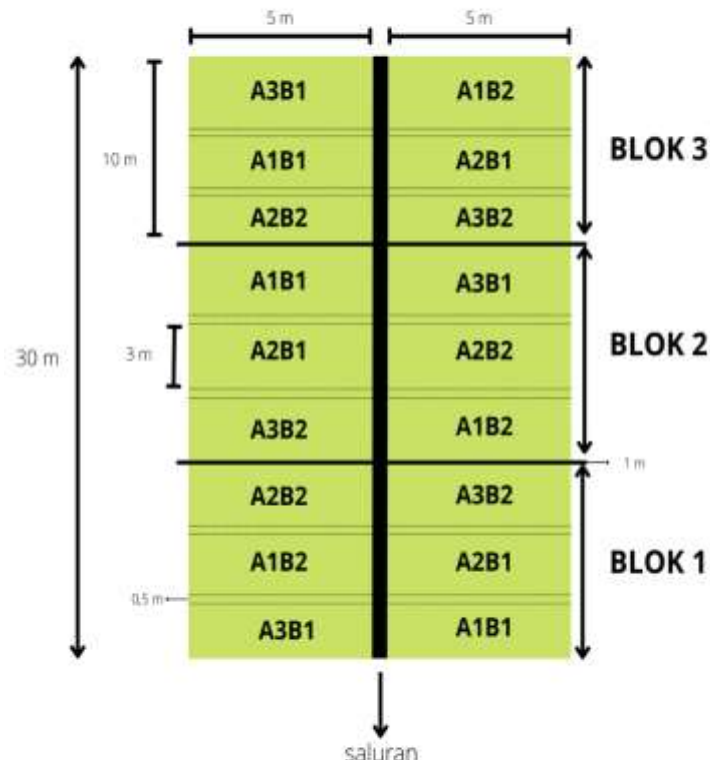 5 m 5 m
A3B1 A1B2
10 m A1B1 A2B1 BLOK 3
A2B2 A3B2
A1B1 A3B1
30 m 3 m A2B1 A2B2 BLOK 2
A3B2 A1B2
1 m
A2B2 A3B2
A1B2 A2B1 BLOK 1
0,5 m
A3B1 A1B1
saluran